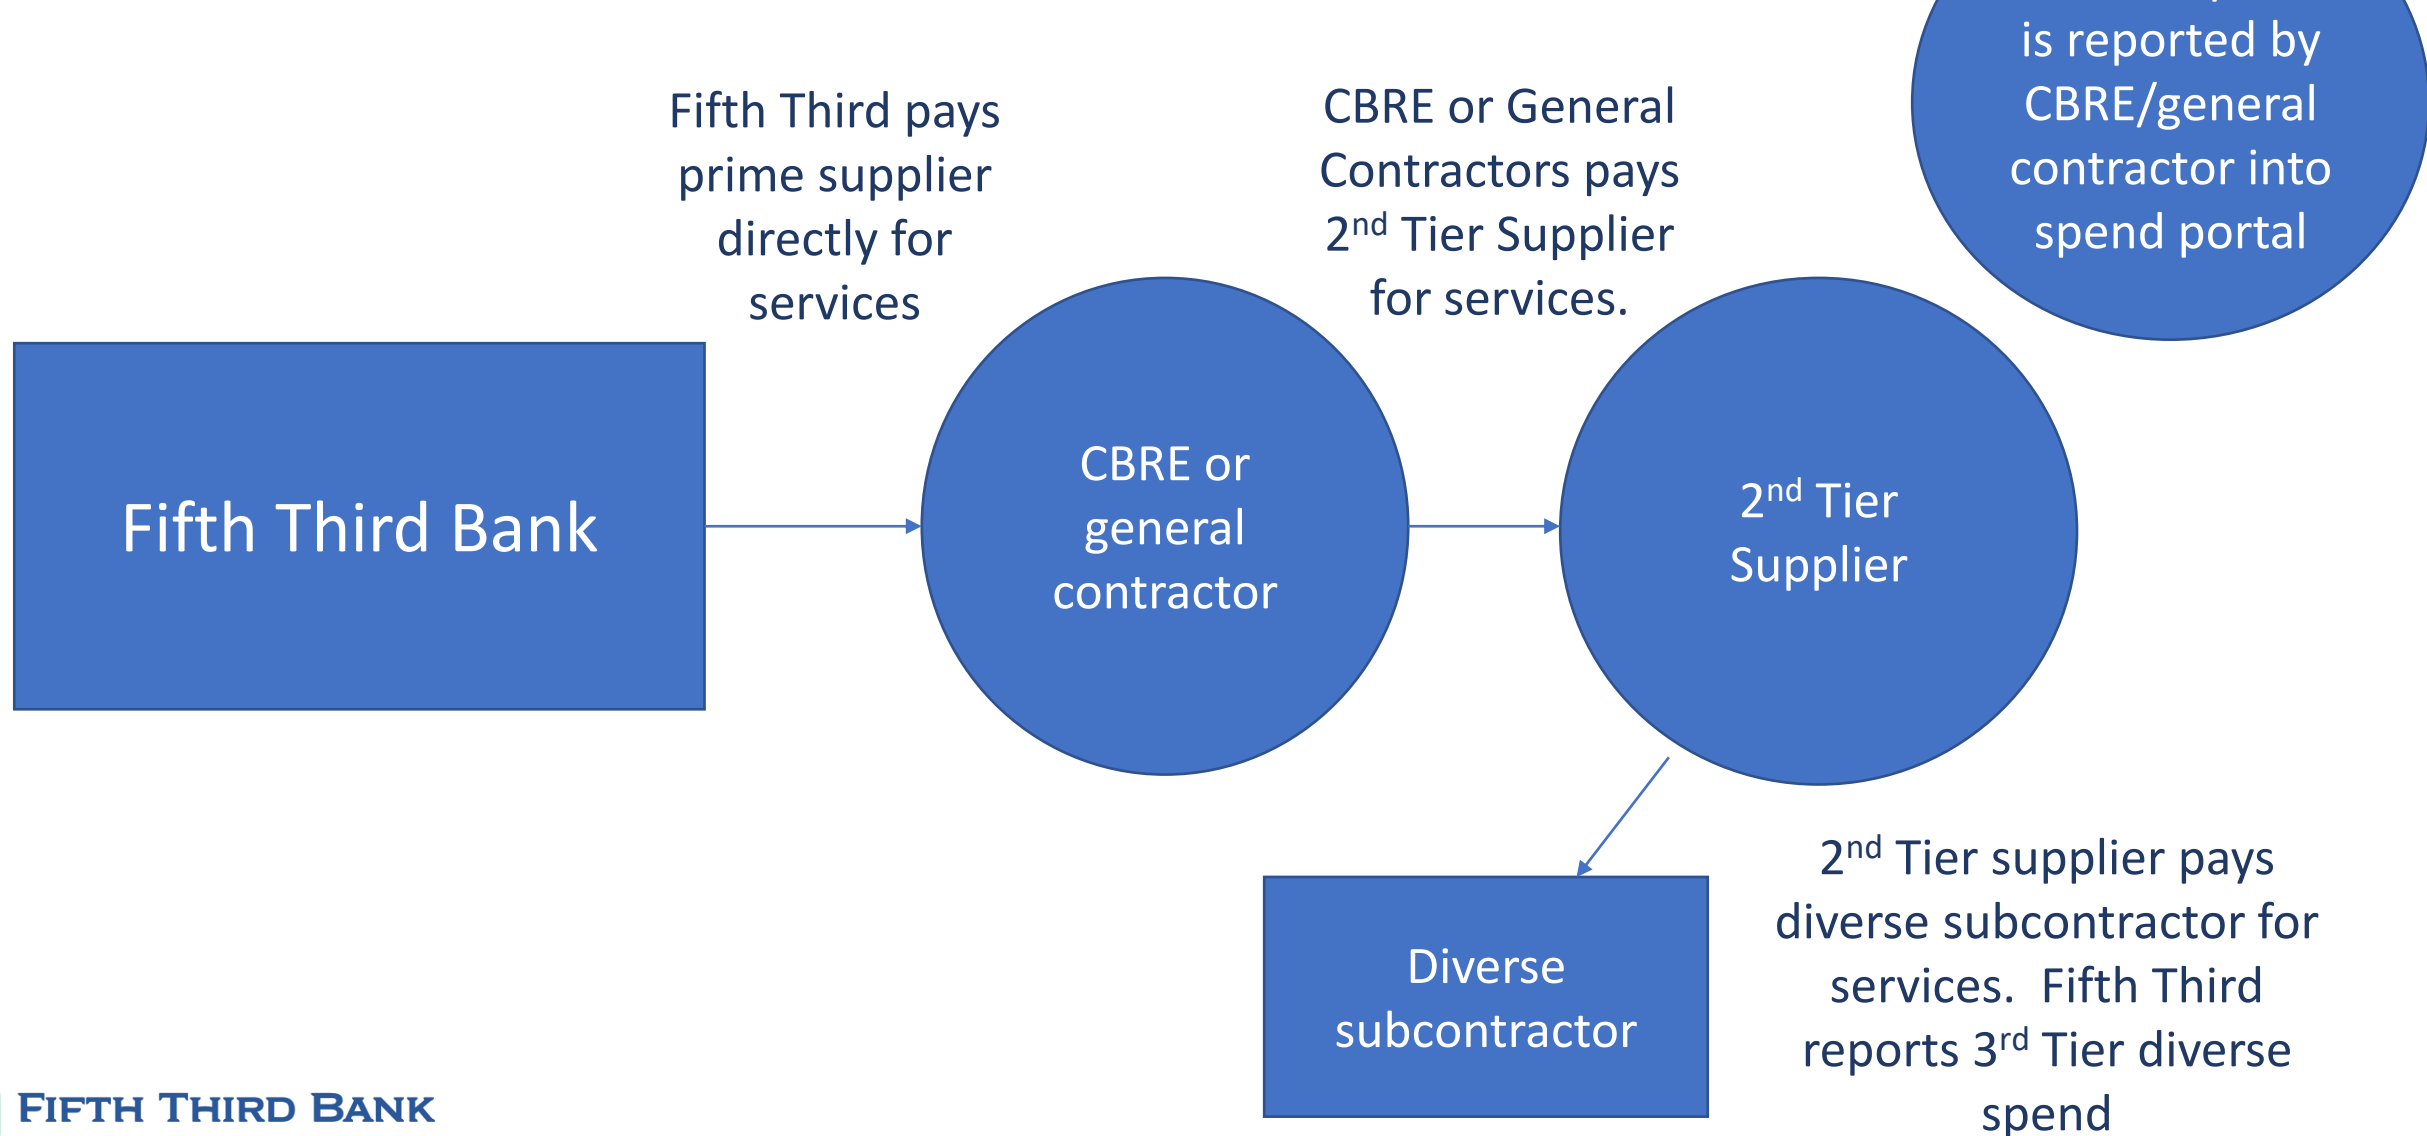 is reported by
CBRE/general
contractor into
spend portal
Fifth Third pays
prime supplier
directly for
services
CBRE or General
Contractors pays
2nd Tier Supplier
for services.
Fifth Third Bank
CBRE or
general
contractor
2nd Tier
Supplier
Diverse
subcontractor
2nd Tier supplier pays
diverse subcontractor for
services.  Fifth Third
reports 3rd Tier diverse
spend
FIFTH THIRD BANK